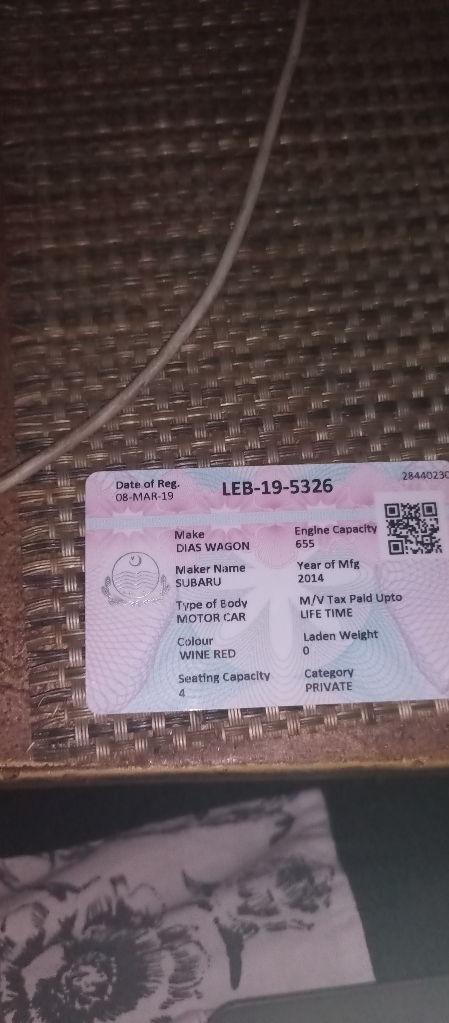 Date of Reg. LEB-19-5326 28440230
08-MAR-19
Make Engine Capacity
DIAS WAGON 655
Maker Name Year of Mfg
SUBARU 2014
Type of Body M/V Tax Paid Upto
MOTOR CAR LIFE TIME
Colour Laden Weight
WINE RED 0
Seating Capacity Category
4 PRIVATE